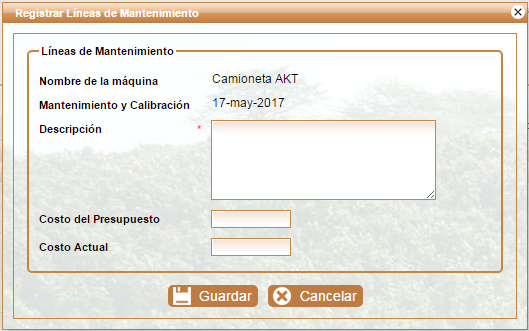 Registrar Líneas de Mantenimiento
Líneas de Mantenimiento
Nombre de la máquina Camioneta AKT
Mantenimiento y Calibración 17-may-2017
Descripción *
Costo del Presupuesto
Costo Actual
Guardar Cancelar